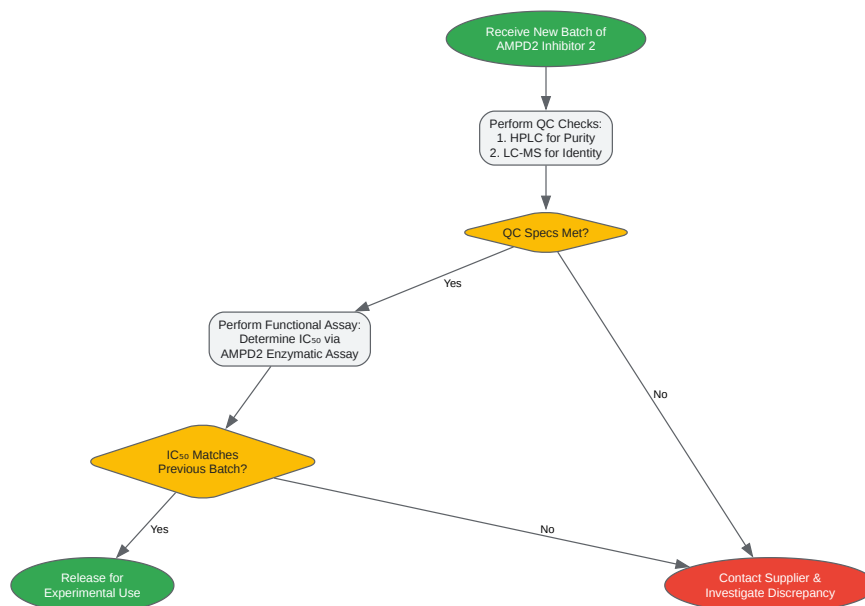 Receive New Batch of
AMPD2 Inhibitor 2
Perform QC Checks:
1. HPLC for Purity
2. LC-MS for Identity
QC Specs Met?
Yes
Perform Functional Assay:
Determine IC₅₀ via
AMPD2 Enzymatic Assay
No
IC₅₀ Matches
Previous Batch?
Yes
No
Release for
Experimental Use
Contact Supplier &
Investigate Discrepancy